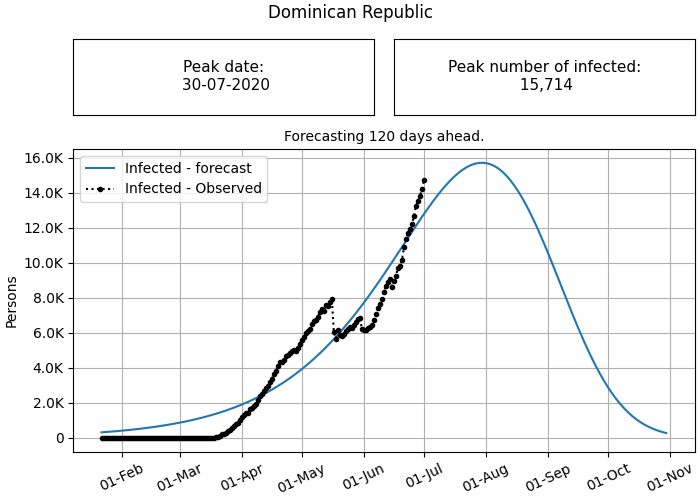 Dominican Republic
Peak date:
30-07-2020
Peak number of infected:
15,714
Forecasting 120 days ahead.
Infected - forecast
Infected - Observed
16.0K
14.0K
12.0K
10.0K
8.0K
6.0K
4.0K
2.0K
0
Persons
01-Feb
01-Mar
01-Apr
01-May
01-Jun
01-Jul
01-Aug
01-Sep
01-Oct
01-Nov